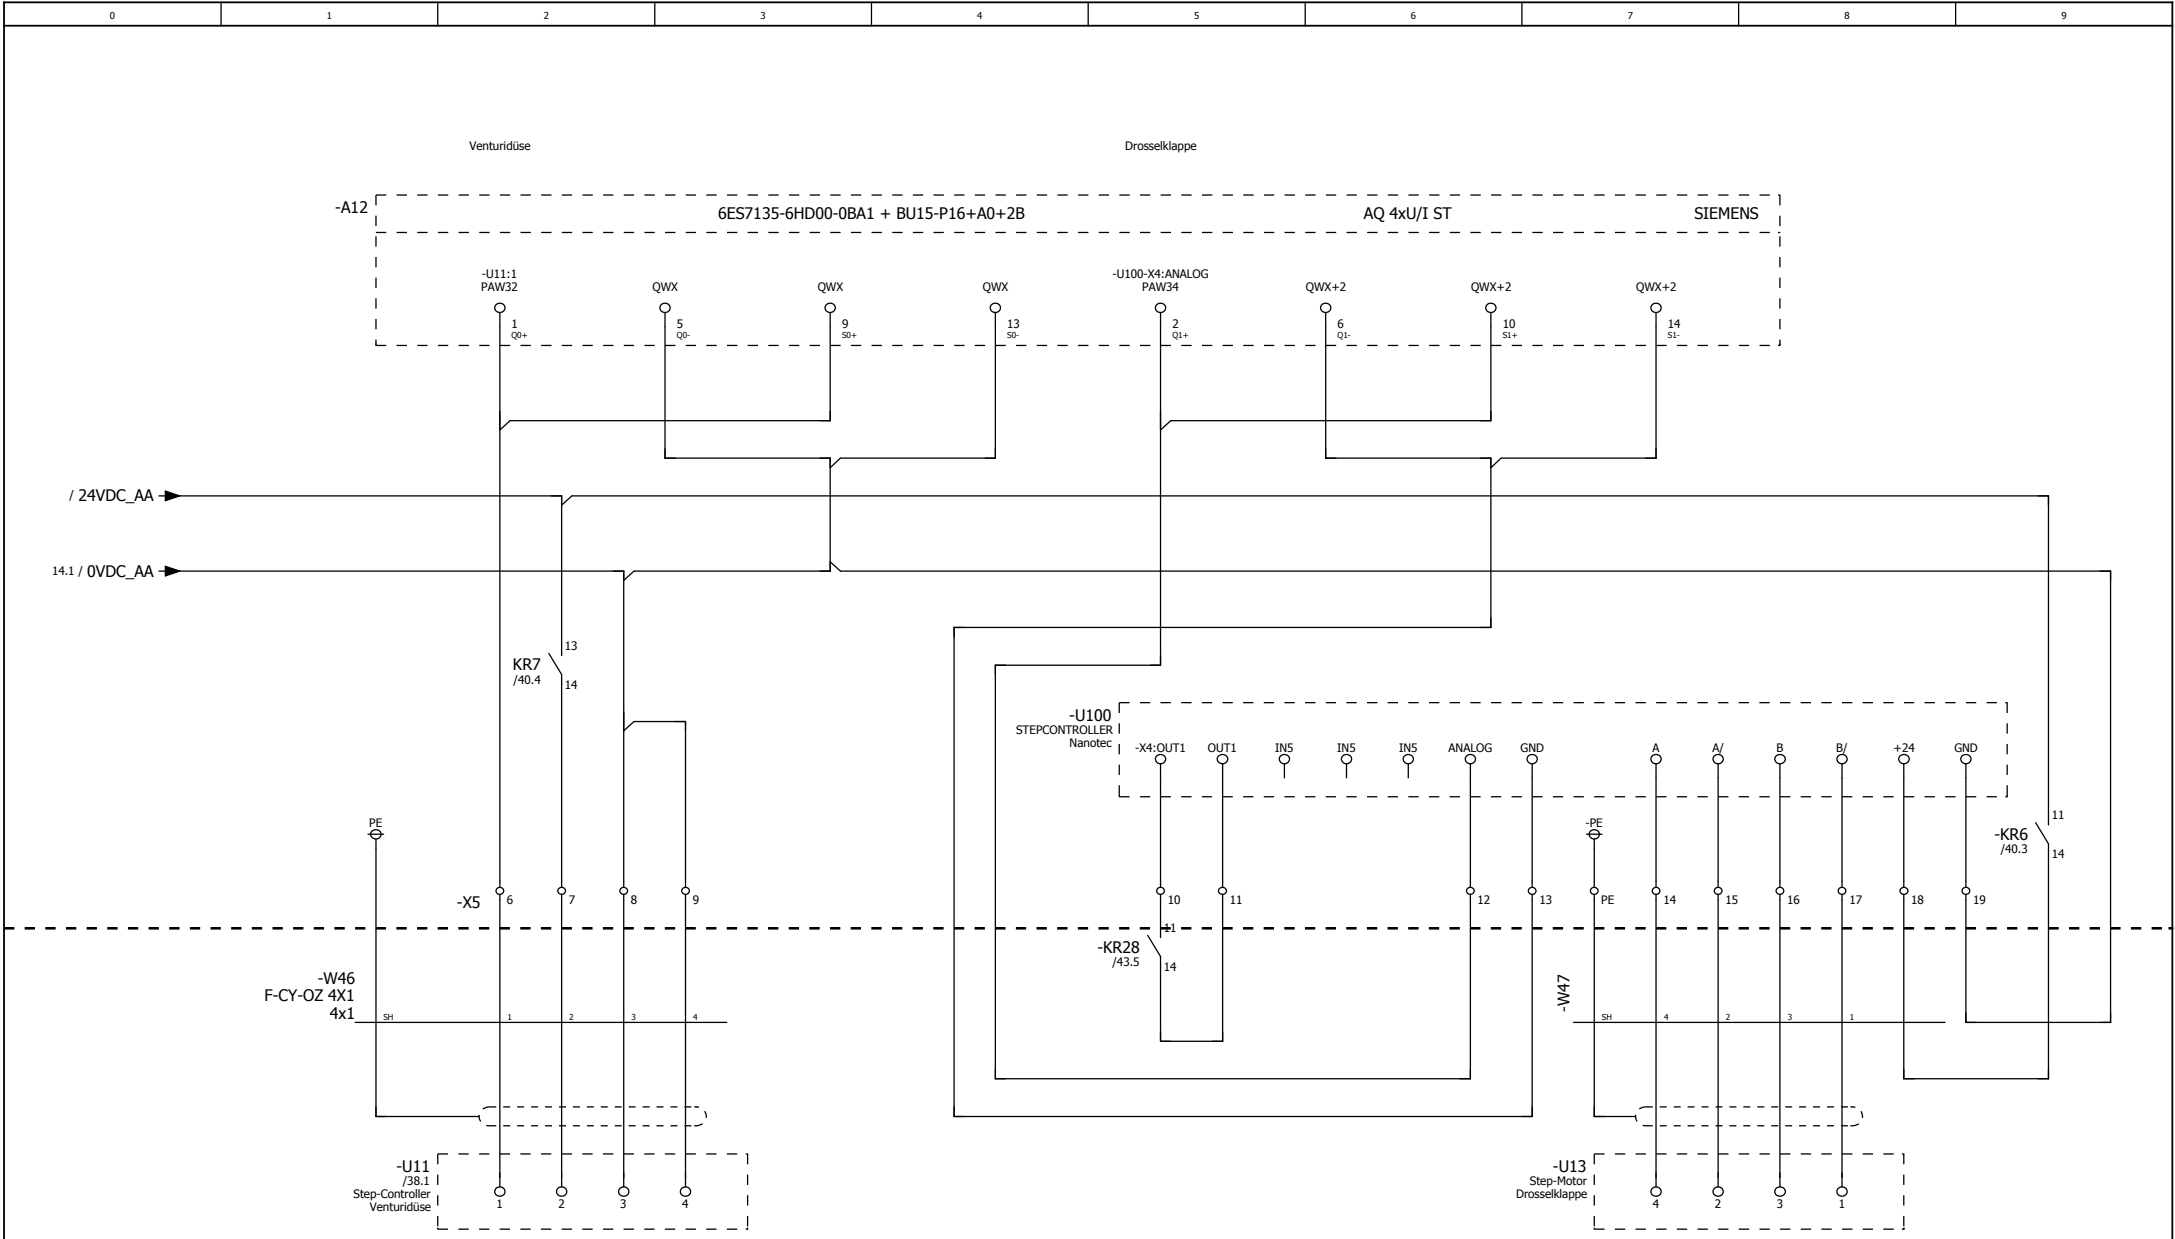 0 1 2 3 4 5 6 7 8 9
Venturidüse Drosselklappe
-A12 6ES7135-6HD00-0BA1 + BU15-P16+A0+2B AQ 4xU/I ST SIEMENS
-U11:1 -U100-X4:ANALOG
PAW32 QWX QWX QWX PAW34 QWX+2 QWX+2 QWX+2
1 5 9 13 2 6 10 14
Q0+ Q0- S0+ S0- Q1+ Q1- S1+ S1-
/ 24VDC_AA
14.1 / 0VDC_AA
13
KR7
/40.4
14
-U100
STEPCONTROLLER
Nanotec
-X4:OUT1 OUT1 IN5 IN5 IN5 ANALOG GND A A/ B B/ +24 GND
PE -PE
11
-KR6
/40.3
14
-X5 6 7 8 9 10 11 12 13 PE 14 15 16 17 18 19
11
-KR28
/43.5
14
-W46
F-CY-OZ 4X1
4x1
SH 1 2 3 4
-W47
SH 4 2 3 1
-U11
/38.1
Step-Controller
Venturidüse
1 2 3 4
-U13
Step-Motor
Drosselklappe
4 2 3 1